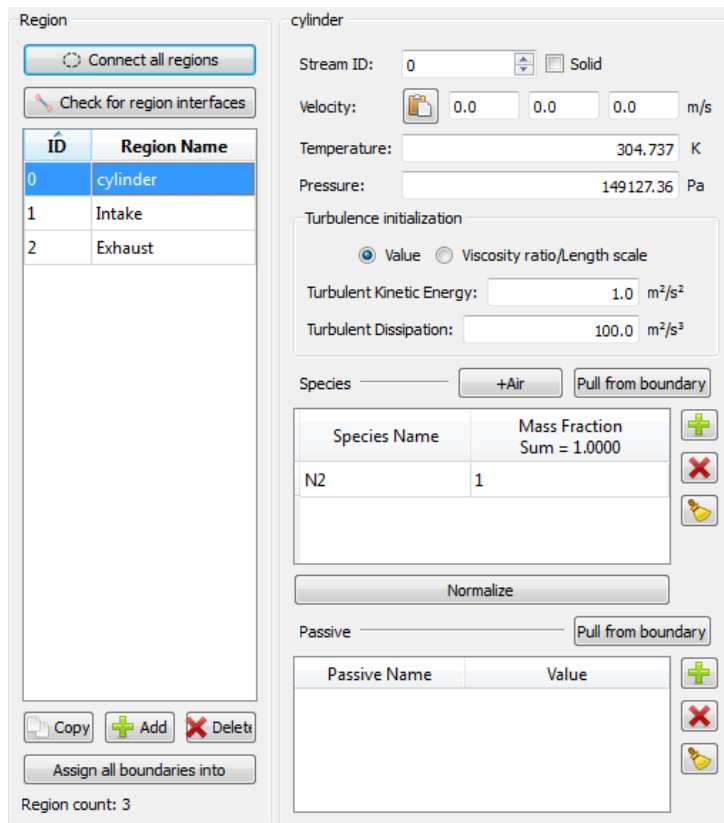 Region
Connect all regions
Check for region interfaces
ID Region Name
0 cylinder
1 Intake
2 Exhaust
Copy Add Delete
Assign all boundaries into
Region count: 3
cylinder
Stream ID: 0 Solid
Velocity: 0.0 0.0 0.0 m/s
Temperature: 304.737 K
Pressure: 149127.36 Pa
Turbulence initialization
Value Viscosity ratio/Length scale
Turbulent Kinetic Energy: 1.0 m²/s²
Turbulent Dissipation: 100.0 m²/s³
Species +Air Pull from boundary
Species Name Mass Fraction
Sum = 1.0000
N2 1
Normalize
Passive Pull from boundary
Passive Name Value